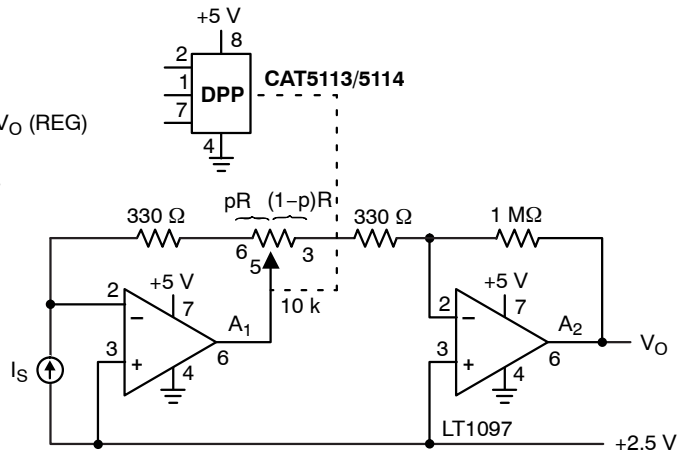 +5 V
8
2
1
7
4
DPP
CAT5113/5114
V_O (REG)
pR (1−p)R
330 Ω
6
5
3
10 k
330 Ω
1 MΩ
+5 V
2
7
3
4
6
A_1
I_S
+5 V
2
7
3
4
6
A_2
V_O
LT1097
+2.5 V